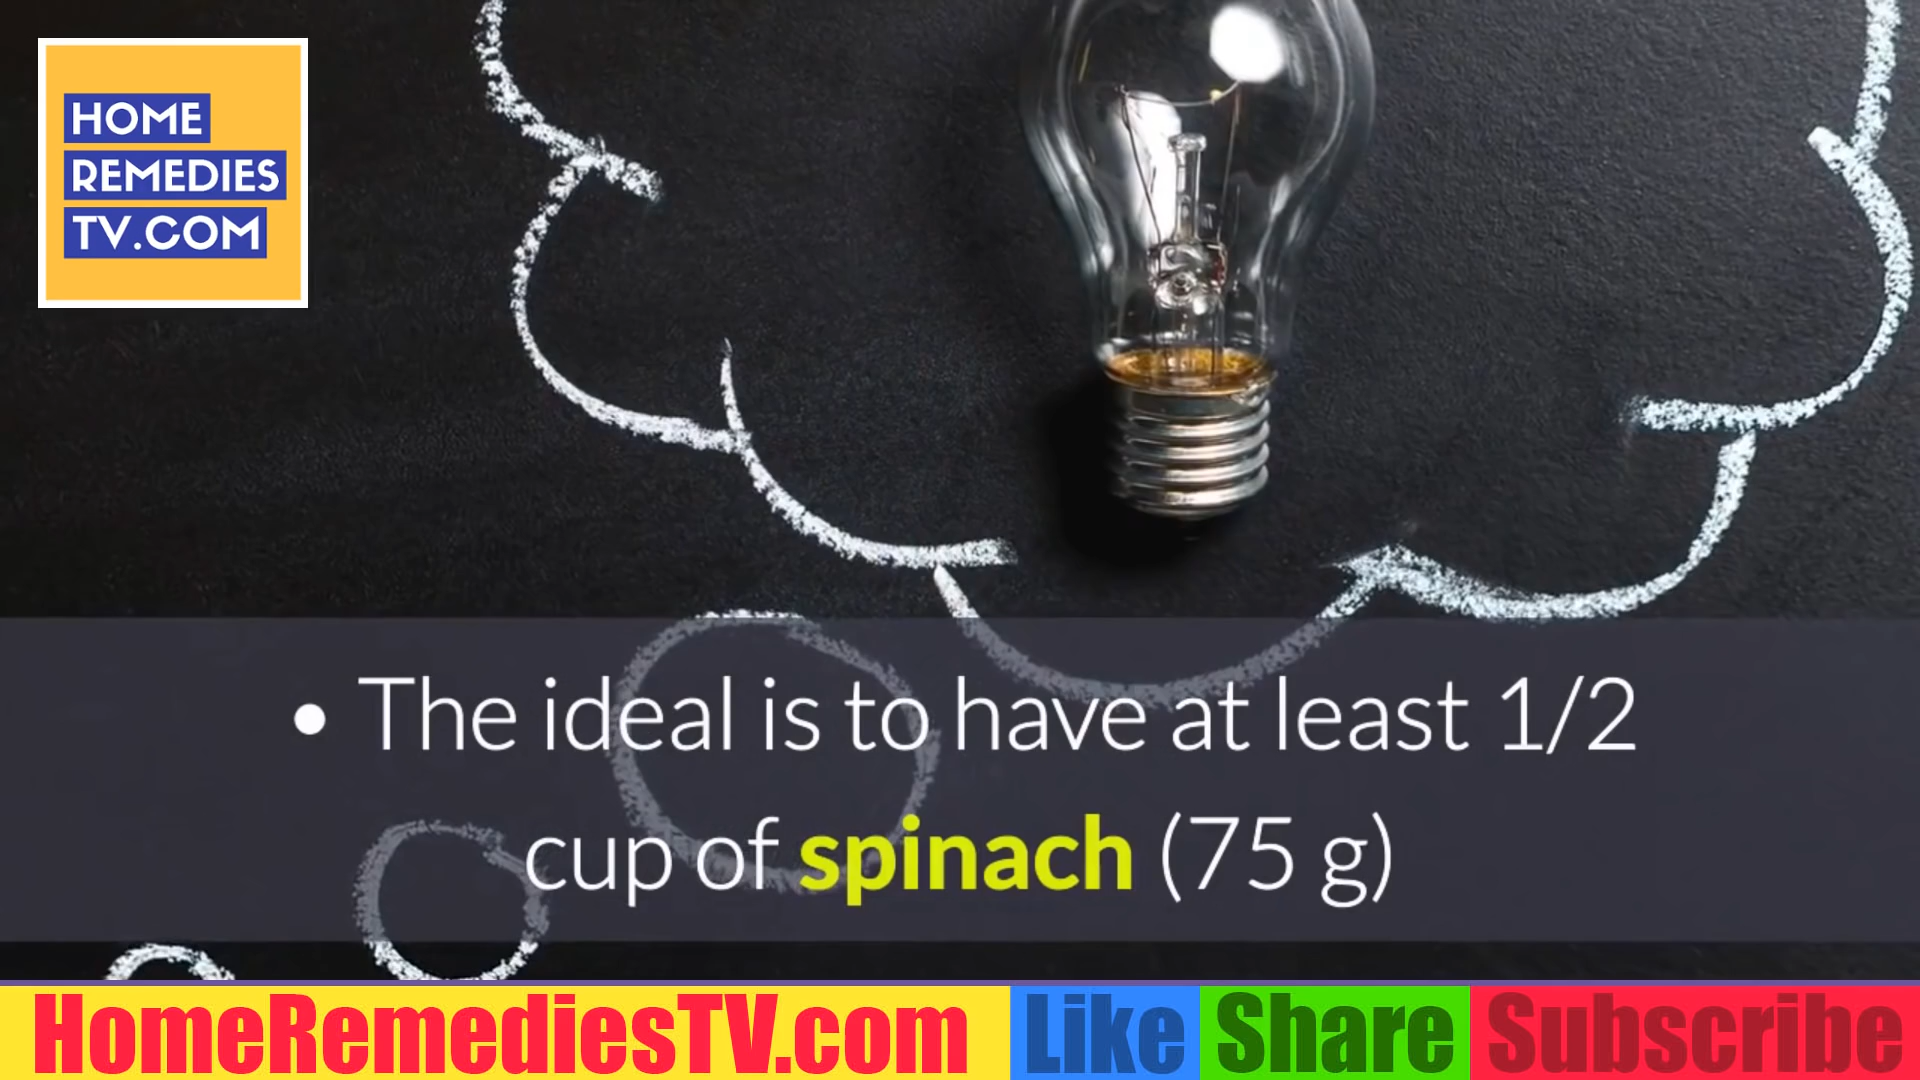 HOME
REMEDIES
TV.COM
• The ideal is to have at least 1/2
cup of spinach (75 g)
HomeRemediesTV.com Like Share Subscribe